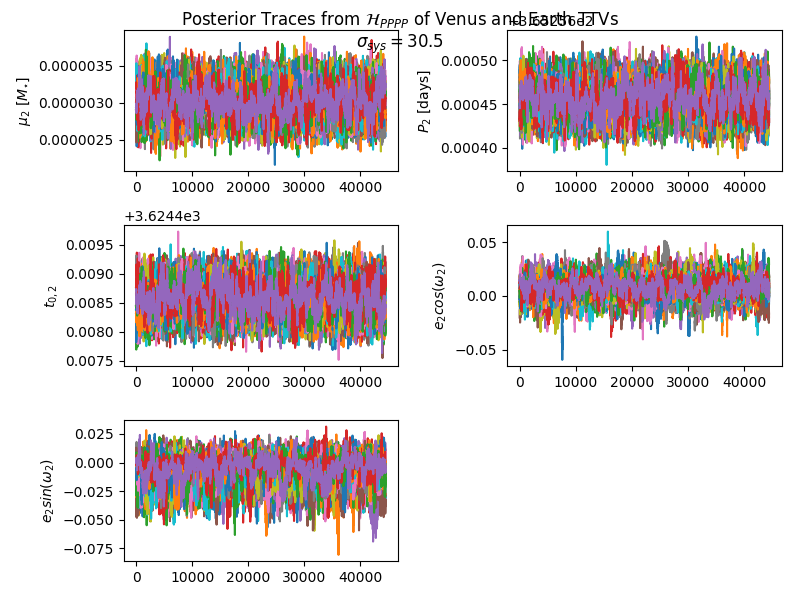 Posterior Traces from ℋ_PPPP of Venus and Earth TTVs
σ_sys = 30.5
μ₂ [M⋆]
0.0000035
0.0000030
0.0000025
0 10000 20000 30000 40000
P₂ [days]
0.00050
0.00045
0.00040
0 10000 20000 30000 40000
+3.6244e3
t₀,₂
0.0095
0.0090
0.0085
0.0080
0.0075
0 10000 20000 30000 40000
e₂cos(ω₂)
0.05
0.00
−0.05
0 10000 20000 30000 40000
e₂sin(ω₂)
0.025
0.000
−0.025
−0.050
−0.075
0 10000 20000 30000 40000